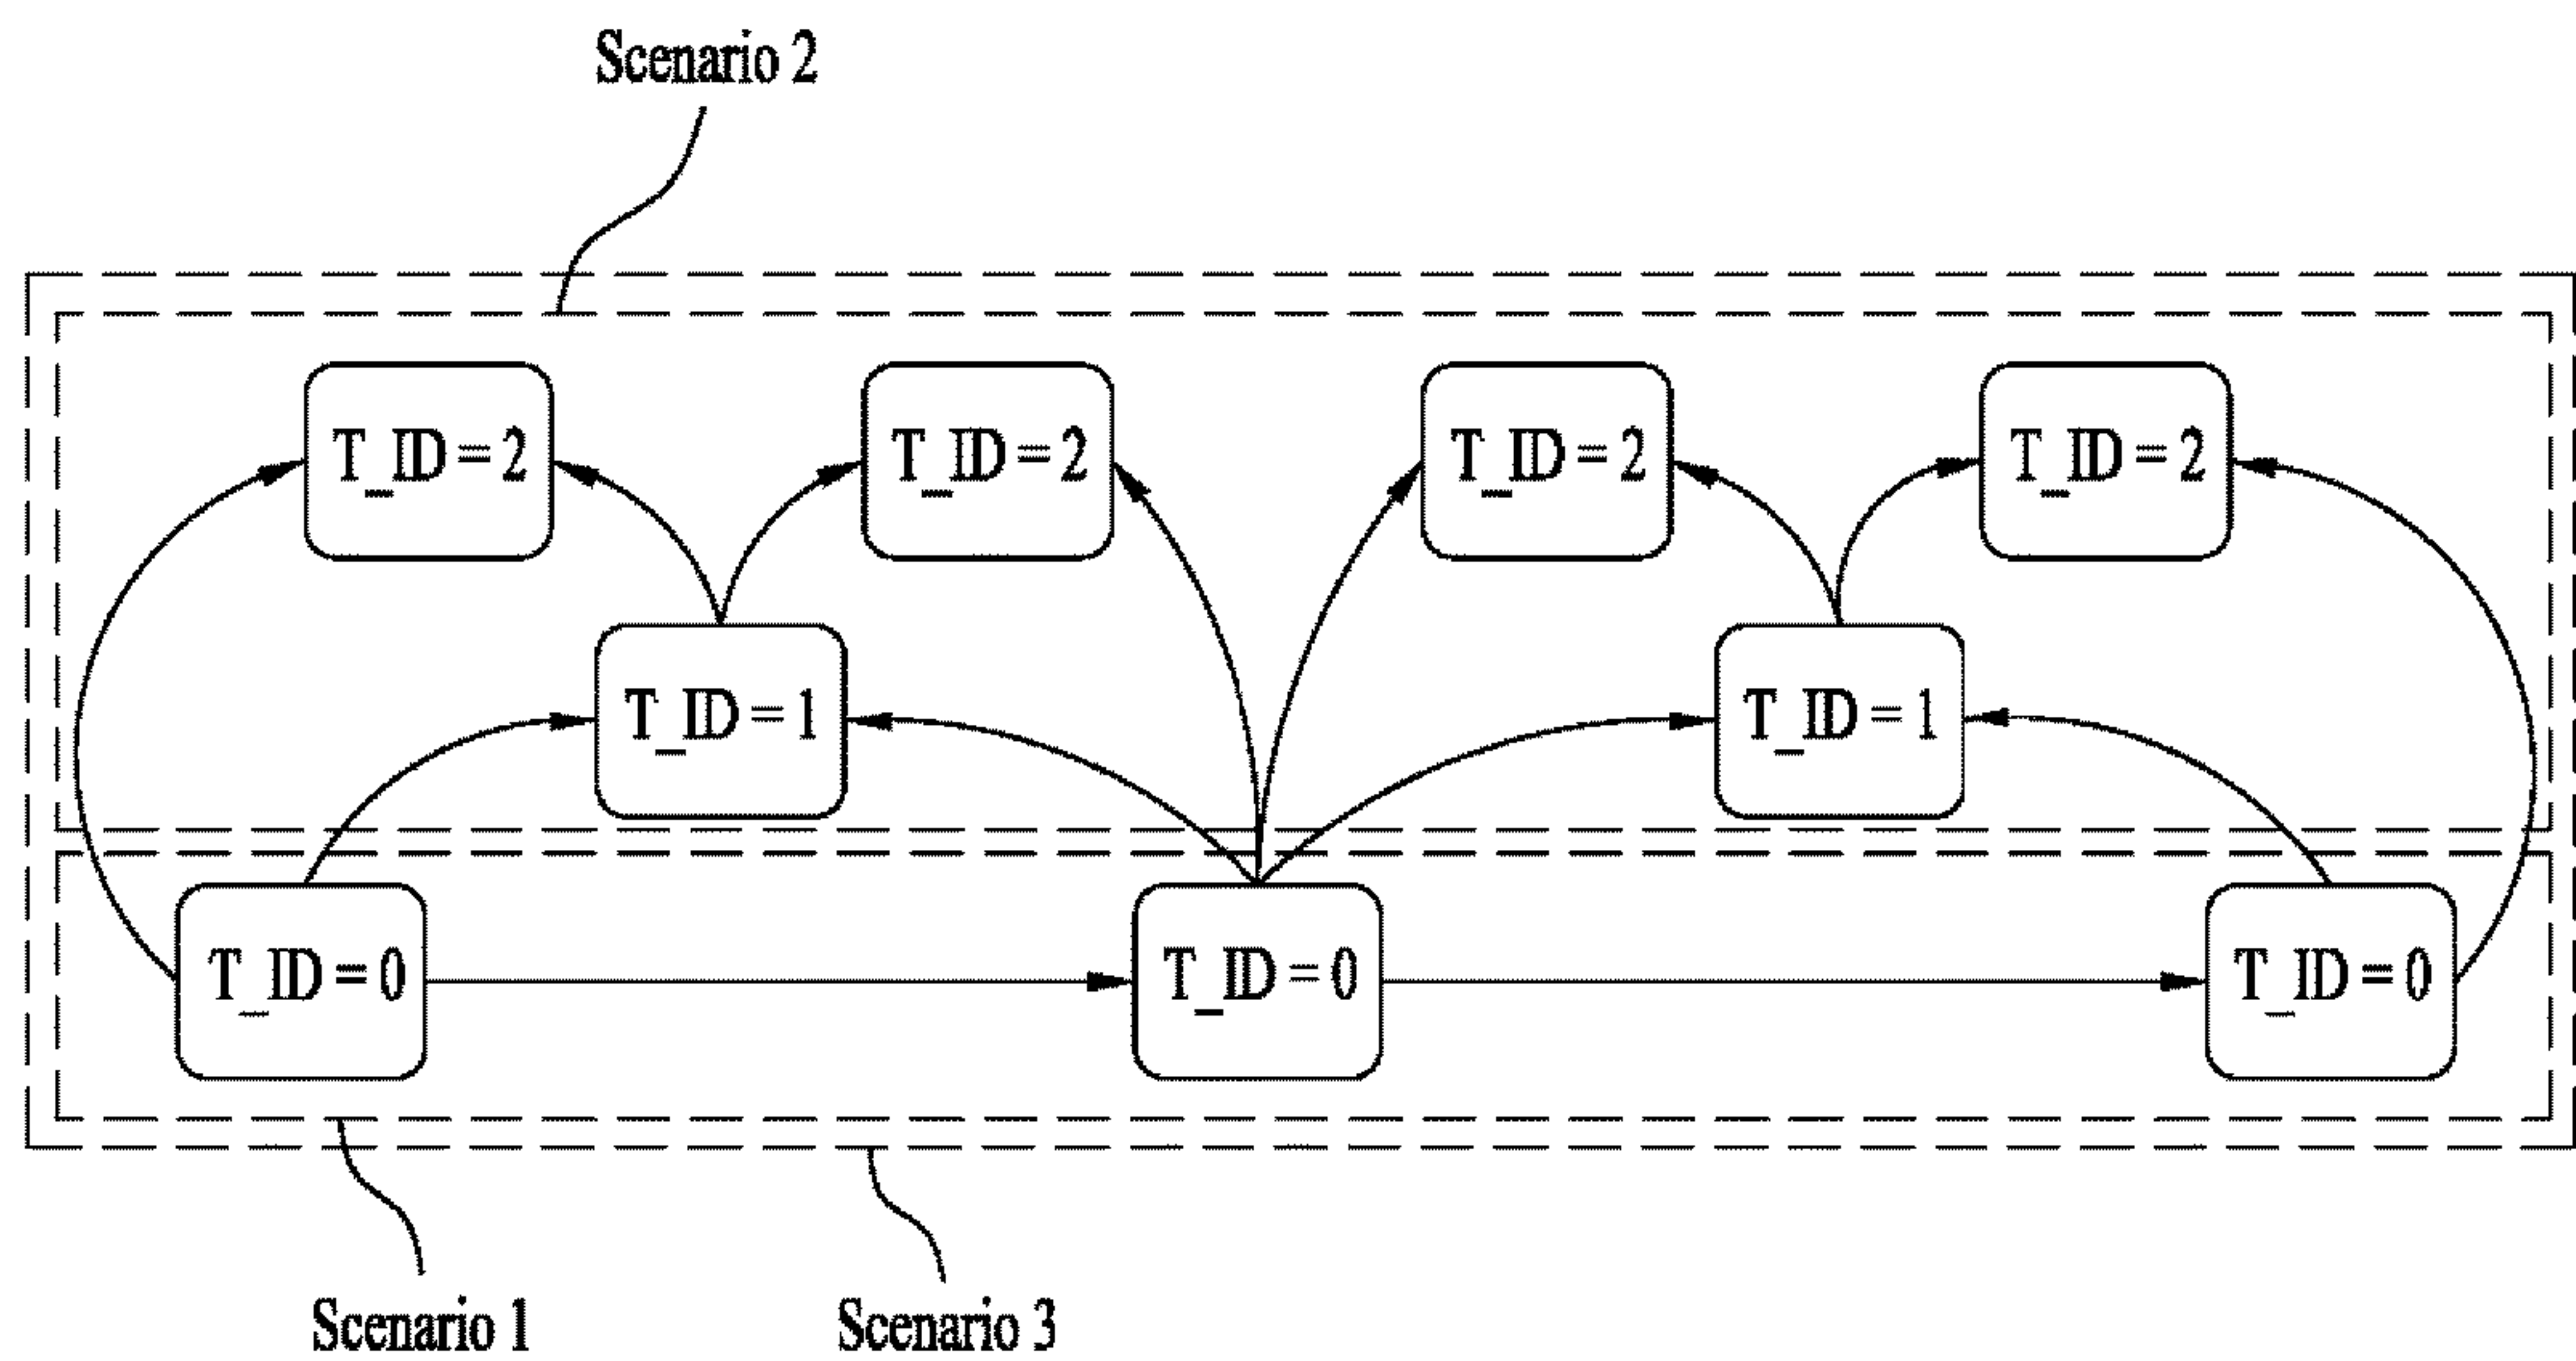 Scenario 2
T_ID = 2
T_ID = 2
T_ID = 2
T_ID = 2
T_ID = 1
T_ID = 1
T_ID = 0
T_ID = 0
T_ID = 0
Scenario 1
Scenario 3